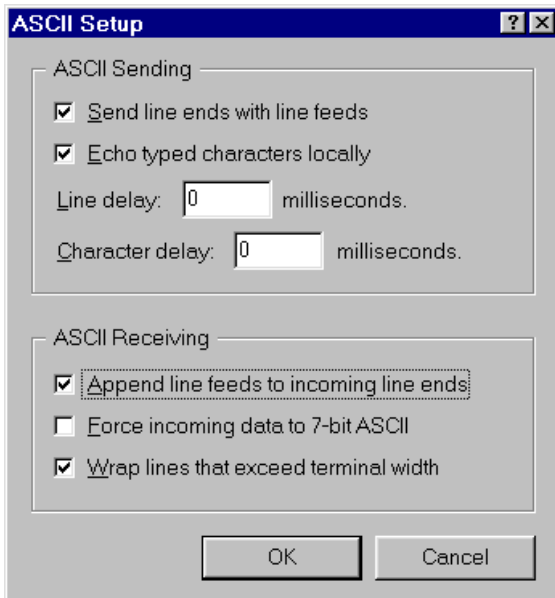 ASCII Setup
ASCII Sending
Send line ends with line feeds
Echo typed characters locally
Line delay: 0 milliseconds.
Character delay: 0 milliseconds.
ASCII Receiving
Append line feeds to incoming line ends
Force incoming data to 7-bit ASCII
Wrap lines that exceed terminal width
OK Cancel